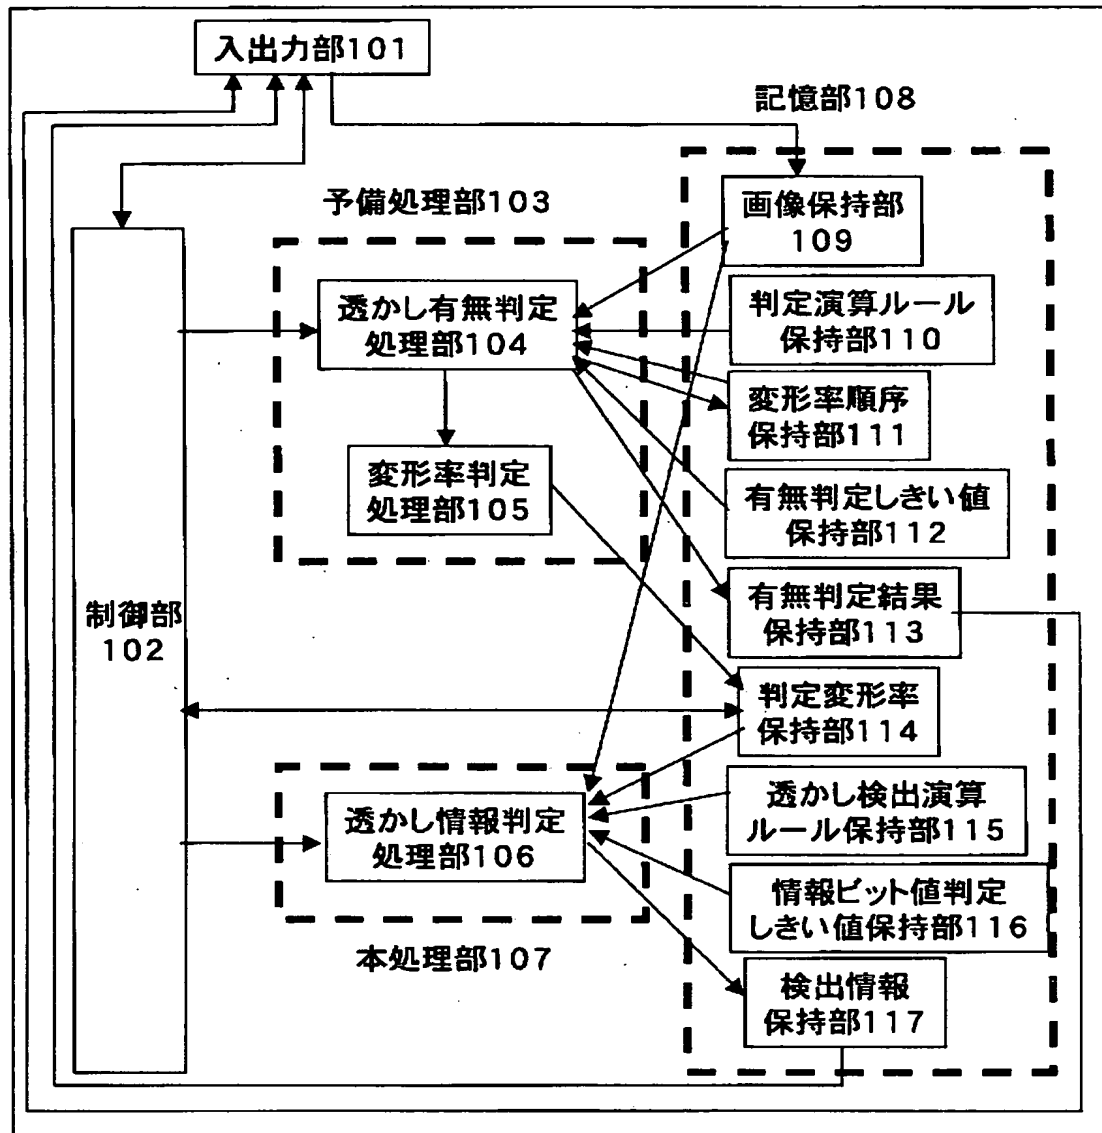 入出力部101
記憶部108
予備処理部103
画像保持部
109
透かし有無判定
処理部104
判定演算ルール
保持部110
変形率順序
保持部111
変形率判定
処理部105
有無判定しきい値
保持部112
制御部
102
有無判定結果
保持部113
判定変形率
保持部114
透かし情報判定
処理部106
透かし検出演算
ルール保持部115
情報ビット値判定
しきい値保持部116
本処理部107
検出情報
保持部117